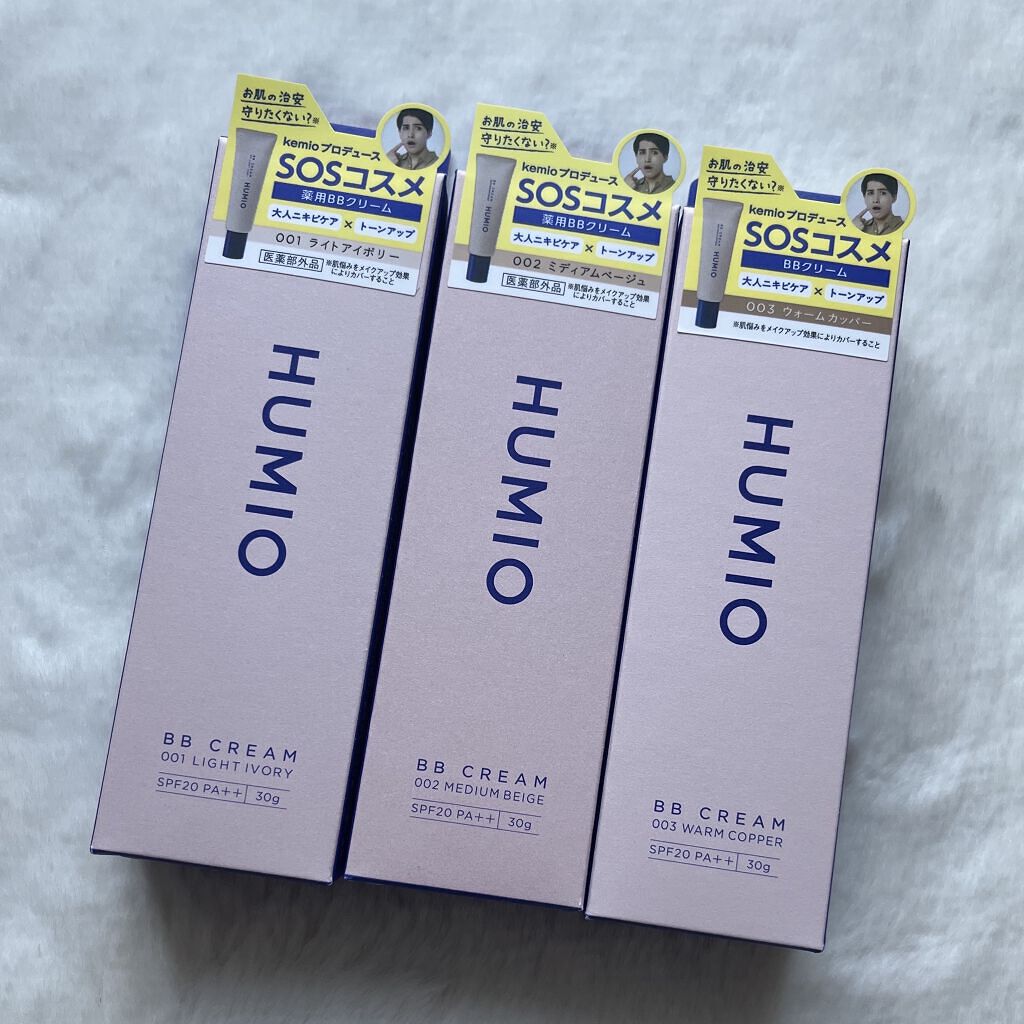 お肌の治安
守りたくない?※
kemioプロデュース
SOSコスメ
薬用BBクリーム
大人ニキビケア × トーンアップ
001 ライトアイボリー
医薬部外品 ※肌悩みをメイクアップ効果
によりカバーすること
HUMIO
HUMIO
BB CREAM
001 LIGHT IVORY
SPF20 PA++ 30g
お肌の治安
守りたくない?※
kemioプロデュース
SOSコスメ
薬用BBクリーム
大人ニキビケア × トーンアップ
002 ミディアムベージュ
医薬部外品 ※肌悩みをメイクアップ効果
によりカバーすること
HUMIO
HUMIO
BB CREAM
002 MEDIUM BEIGE
SPF20 PA++ 30g
お肌の治安
守りたくない?※
kemioプロデュース
SOSコスメ
BBクリーム
大人ニキビケア × トーンアップ
003 ウォームカッパー
※肌悩みをメイクアップ効果によりカバーすること
HUMIO
HUMIO
BB CREAM
003 WARM COPPER
SPF20 PA++ 30g